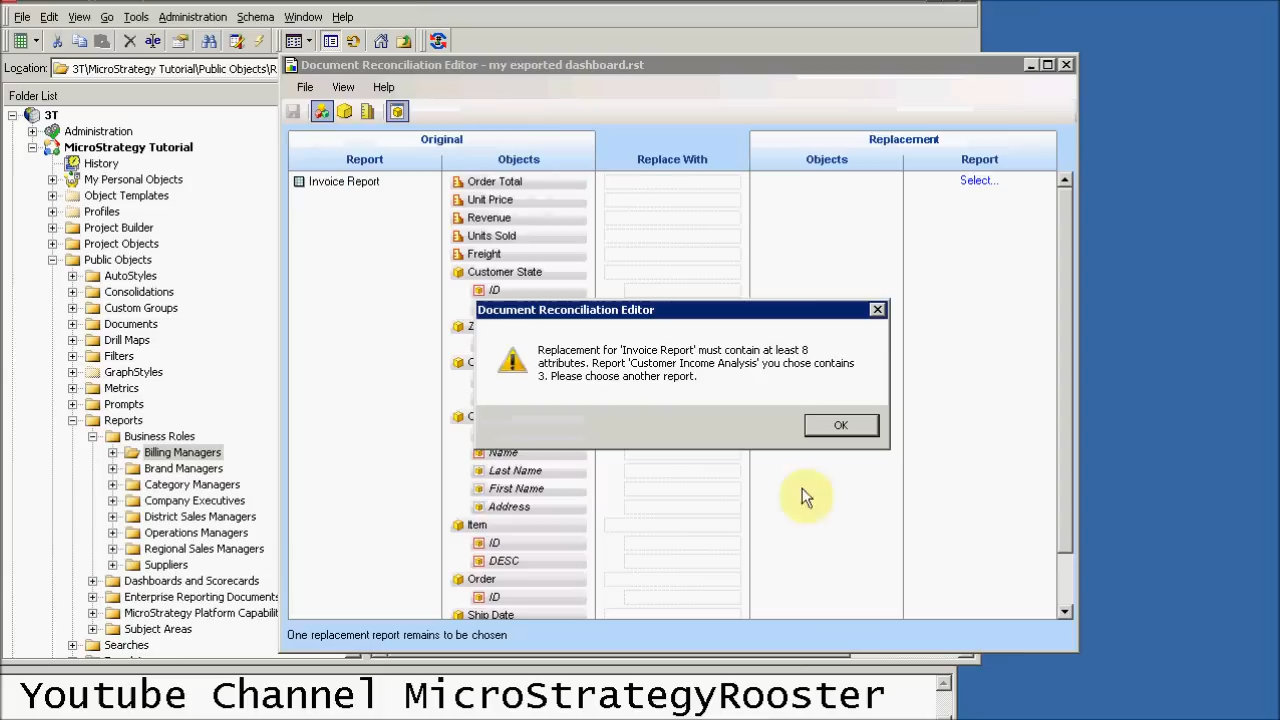 File Edit View Go Tools Administration Schema Window Help
Location: 3T\MicroStrategy Tutorial\Public Objects\R
Folder List
3T
Administration
MicroStrategy Tutorial
History
My Personal Objects
Object Templates
Profiles
Project Builder
Project Objects
Public Objects
AutoStyles
Consolidations
Custom Groups
Documents
Drill Maps
Filters
GraphStyles
Metrics
Prompts
Reports
Business Roles
Billing Managers
Brand Managers
Category Managers
Company Executives
District Sales Managers
Operations Managers
Regional Sales Managers
Suppliers
Dashboards and Scorecards
Enterprise Reporting Documents
MicroStrategy Platform Capabilit
Subject Areas
Searches
Document Reconciliation Editor - my exported dashboard.rst
File View Help
Original Replacement
Report Objects Replace With Objects Report
Invoice Report Order Total Select...
Unit Price
Revenue
Units Sold
Freight
Customer State
ID
Z
C
C
Name
Last Name
First Name
Address
Item
ID
DESC
Order
ID
Ship Date
One replacement report remains to be chosen
Document Reconciliation Editor
Replacement for 'Invoice Report' must contain at least 8
attributes. Report 'Customer Income Analysis' you chose contains
3. Please choose another report.
OK
Youtube Channel MicroStrategyRooster